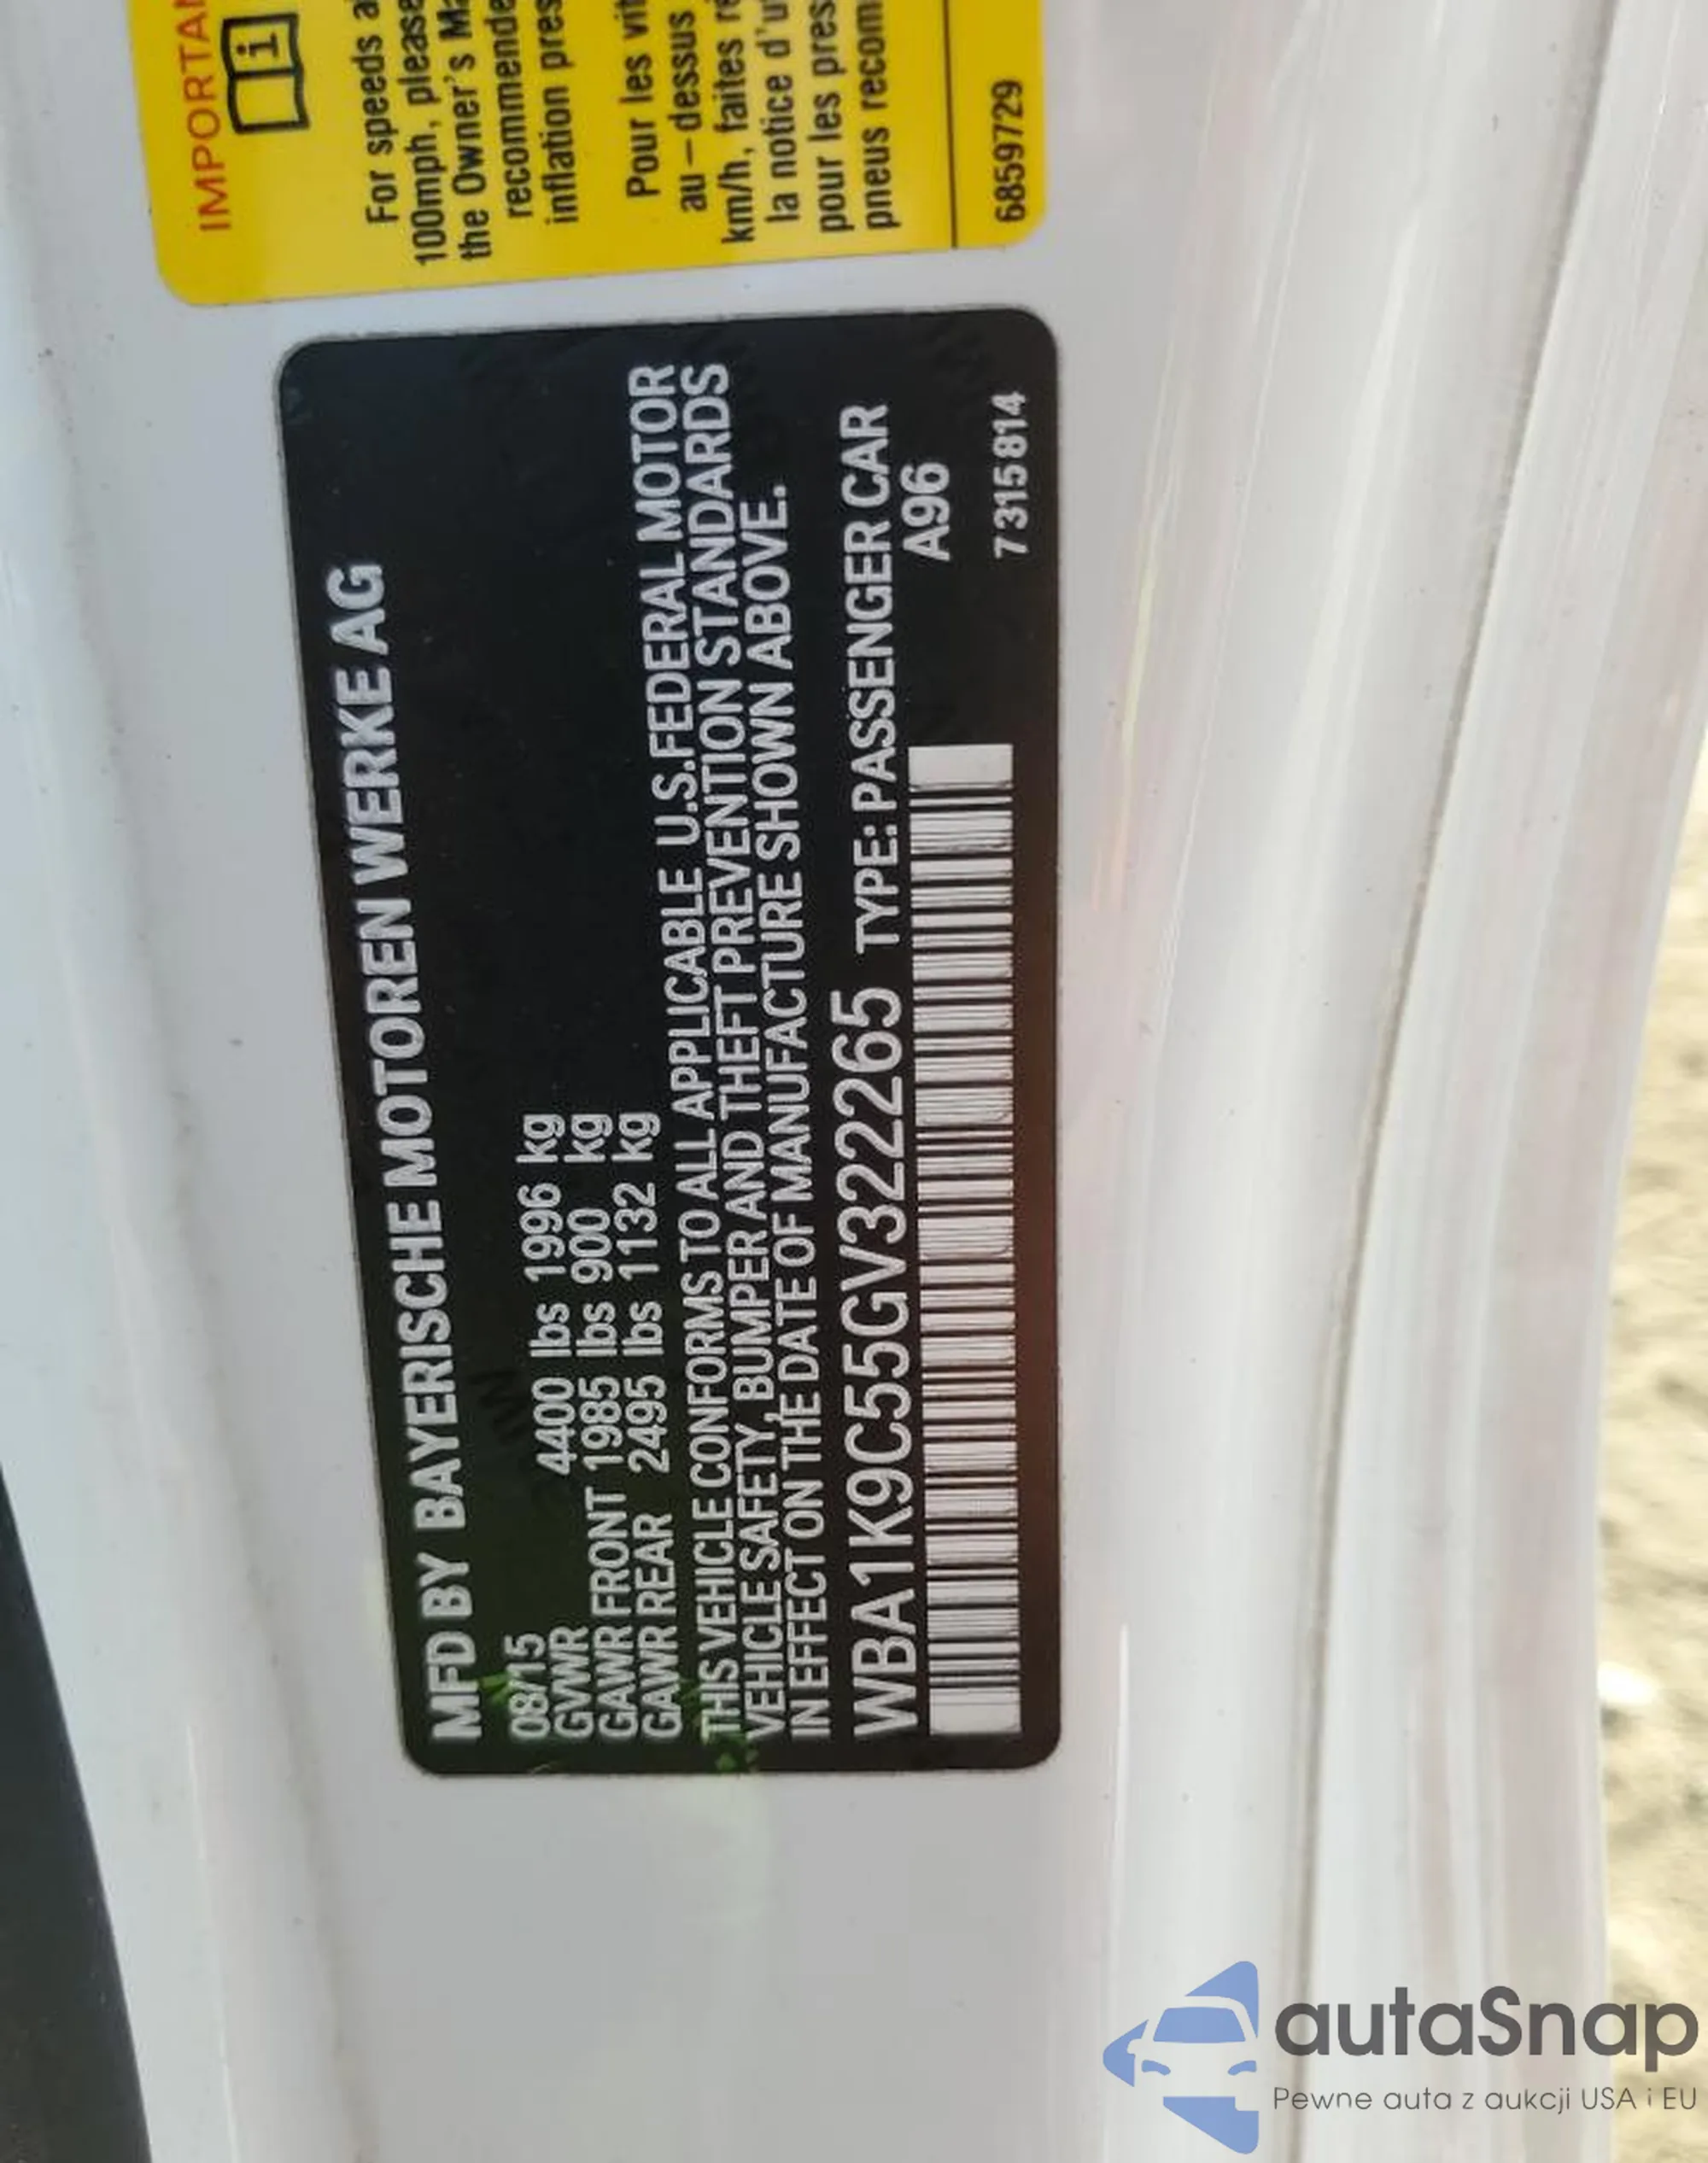 IMPORTAN
For speeds a
100mph, please
the Owner's Ma
recommende
inflation pres
Pour les vit
au – dessus
km/h, faites re
la notice d'u
pour les pres
pneus recom
6859729
MFD BY BAYERISCHE MOTOREN WERKE AG
08/15
GVWR 4400 lbs 1996 kg
GAWR FRONT 1985 lbs 900 kg
GAWR REAR 2495 lbs 1132 kg
THIS VEHICLE CONFORMS TO ALL APPLICABLE U.S.FEDERAL MOTOR
VEHICLE SAFETY, BUMPER AND THEFT PREVENTION STANDARDS
IN EFFECT ON THE DATE OF MANUFACTURE SHOWN ABOVE.
WBA1K9C55GV322265 TYPE: PASSENGER CAR
A96
7315814
autaSnap
Pewne auta z aukcji USA i EU